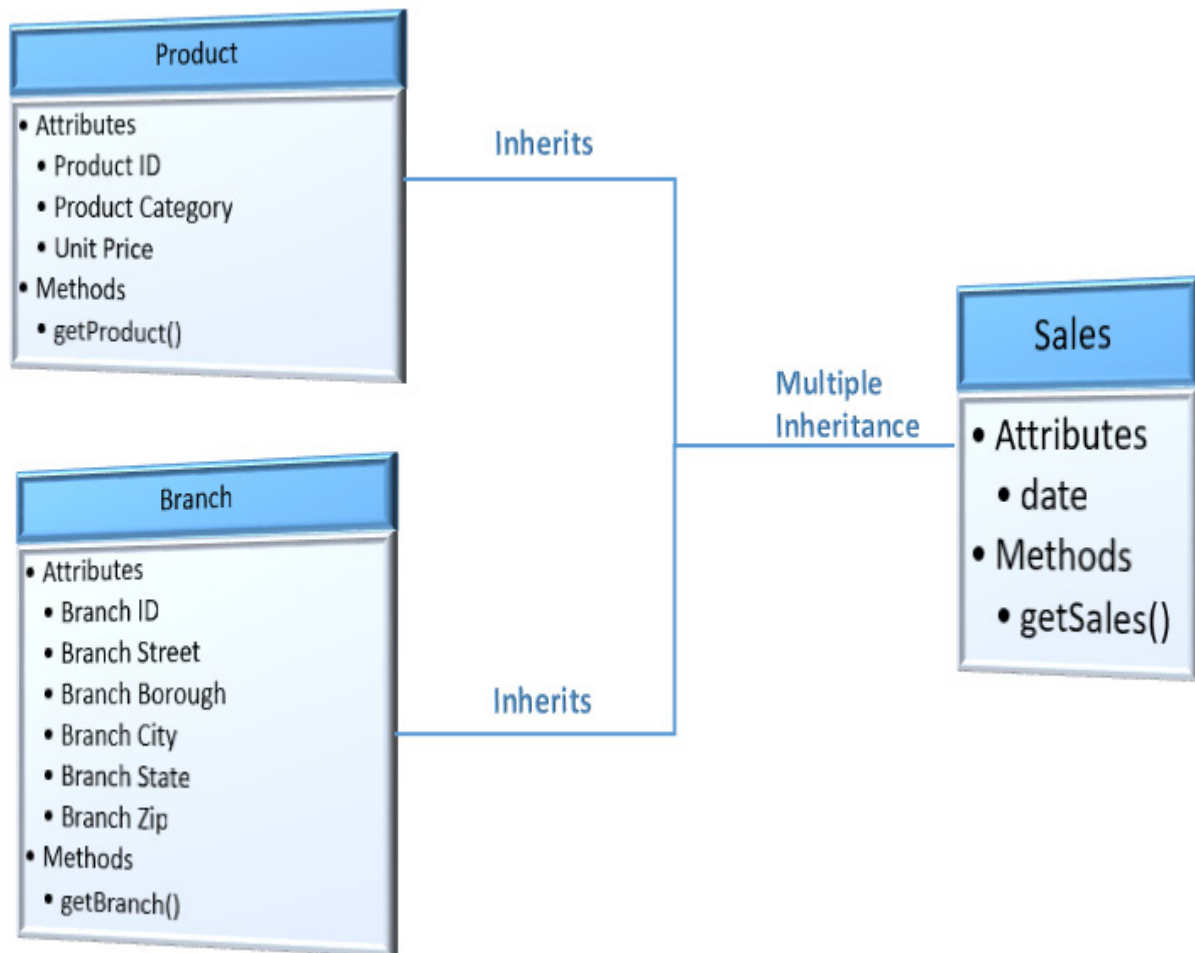 Product
• Attributes
• Product ID
• Product Category
• Unit Price
• Methods
• getProduct()
Inherits
Multiple
Inheritance
Sales
• Attributes
• date
• Methods
• getSales()
Branch
• Attributes
• Branch ID
• Branch Street
• Branch Borough
• Branch City
• Branch State
• Branch Zip
• Methods
• getBranch()
Inherits